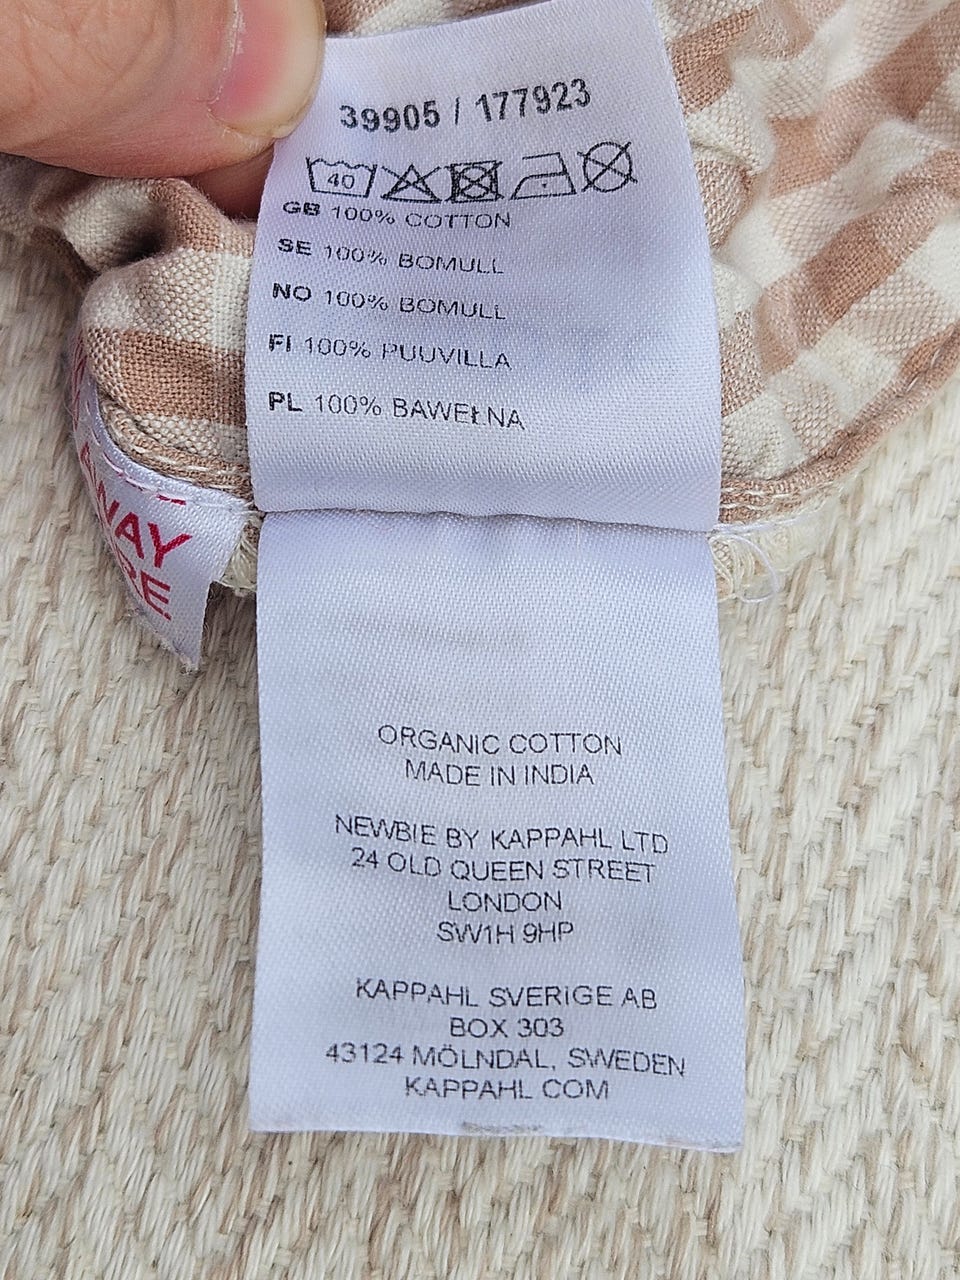 39905 / 177923
40
GB 100% COTTON
SE 100% BOMULL
NO 100% BOMULL
FI 100% PUUVILLA
PL 100% BAWEŁNA
AWAY
ORGANIC COTTON
MADE IN INDIA
NEWBIE BY KAPPAHL LTD
24 OLD QUEEN STREET
LONDON
SW1H 9HP
KAPPAHL SVERIGE AB
BOX 303
43124 MÖLNDAL, SWEDEN
KAPPAHL.COM